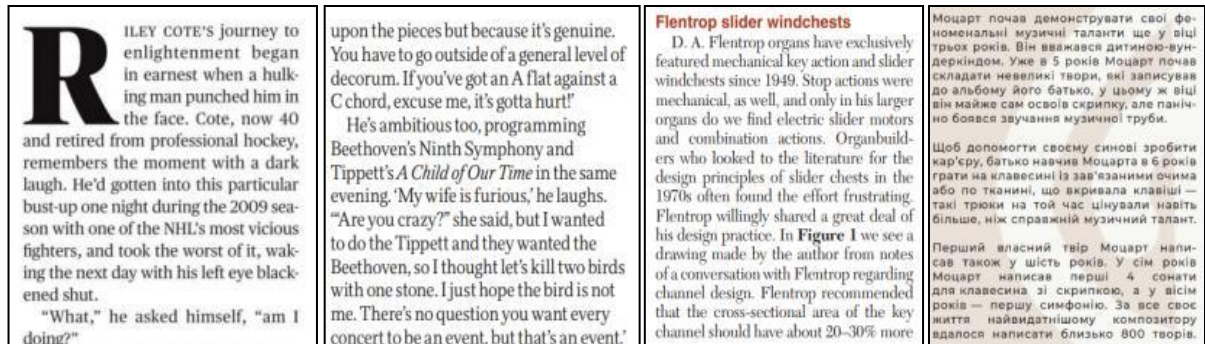 RILEY COTE'S journey to
enlightenment began
in earnest when a hulk-
ing man punched him in
the face. Cote, now 40
and retired from professional hockey,
remembers the moment with a dark
laugh. He'd gotten into this particular
bust-up one night during the 2009 sea-
son with one of the NHL's most vicious
fighters, and took the worst of it, wak-
ing the next day with his left eye black-
ened shut.
"What," he asked himself, "am I
doing?"
upon the pieces but because it's genuine.
You have to go outside of a general level of
decorum. If you've got an A flat against a
C chord, excuse me, it's gotta hurt!'
He's ambitious too, programming
Beethoven's Ninth Symphony and
Tippett's A Child of Our Time in the same
evening. 'My wife is furious,' he laughs.
'"Are you crazy?" she said, but I wanted
to do the Tippett and they wanted the
Beethoven, so I thought let's kill two birds
with one stone. I just hope the bird is not
me. There's no question you want every
concert to be an event, but that's an event.'
Flentrop slider windchests
D. A. Flentrop organs have exclusively
featured mechanical key action and slider
windchests since 1949. Stop actions were
mechanical, as well, and only in his larger
organs do we find electric slider motors
and combination actions. Organbuild-
ers who looked to the literature for the
design principles of slider chests in the
1970s often found the effort frustrating.
Flentrop willingly shared a great deal of
his design practice. In Figure 1 we see a
drawing made by the author from notes
of a conversation with Flentrop regarding
channel design. Flentrop recommended
that the cross-sectional area of the key
channel should have about 20–30% more
Моцарт почав демонструвати свої фе-
номенальні музичні таланти ще у віці
трьох років. Він вважався дитиною-вун-
деркіндом. Уже в 5 років Моцарт почав
складати невеликі твори, які записував
до альбому його батько, у цьому ж віці
він майже сам освоїв скрипку, але паніч-
но боявся звучання музичної труби.
Щоб допомогти своєму синові зробити
кар'єру, батько навчив Моцарта в 6 років
грати на клавесині із зав'язаними очима
або по тканині, що вкривала клавіші —
такі трюки на той час цінували навіть
більше, ніж справжній музичний талант.
Перший власний твір Моцарт напи-
сав також у шість років. У сім років
Моцарт написав перші 4 сонати
для клавесина зі скрипкою, а у вісім
років — першу симфонію. За все своє
життя найвидатнішому композитору
вдалося написати близько 800 творів.